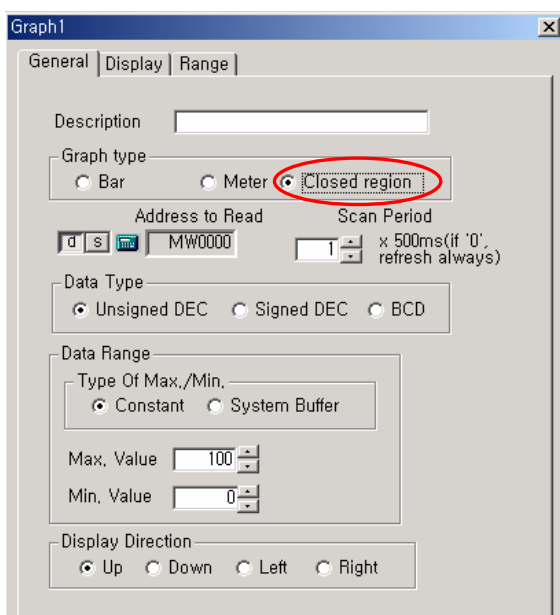 Graph1
General Display Range
Description
Graph type
Bar Meter Closed region
Address to Read Scan Period
d s MW0000 1 x 500ms(if '0',
refresh always)
Data Type
Unsigned DEC Signed DEC BCD
Data Range
Type Of Max./Min.
Constant System Buffer
Max. Value 100
Min. Value 0
Display Direction
Up Down Left Right